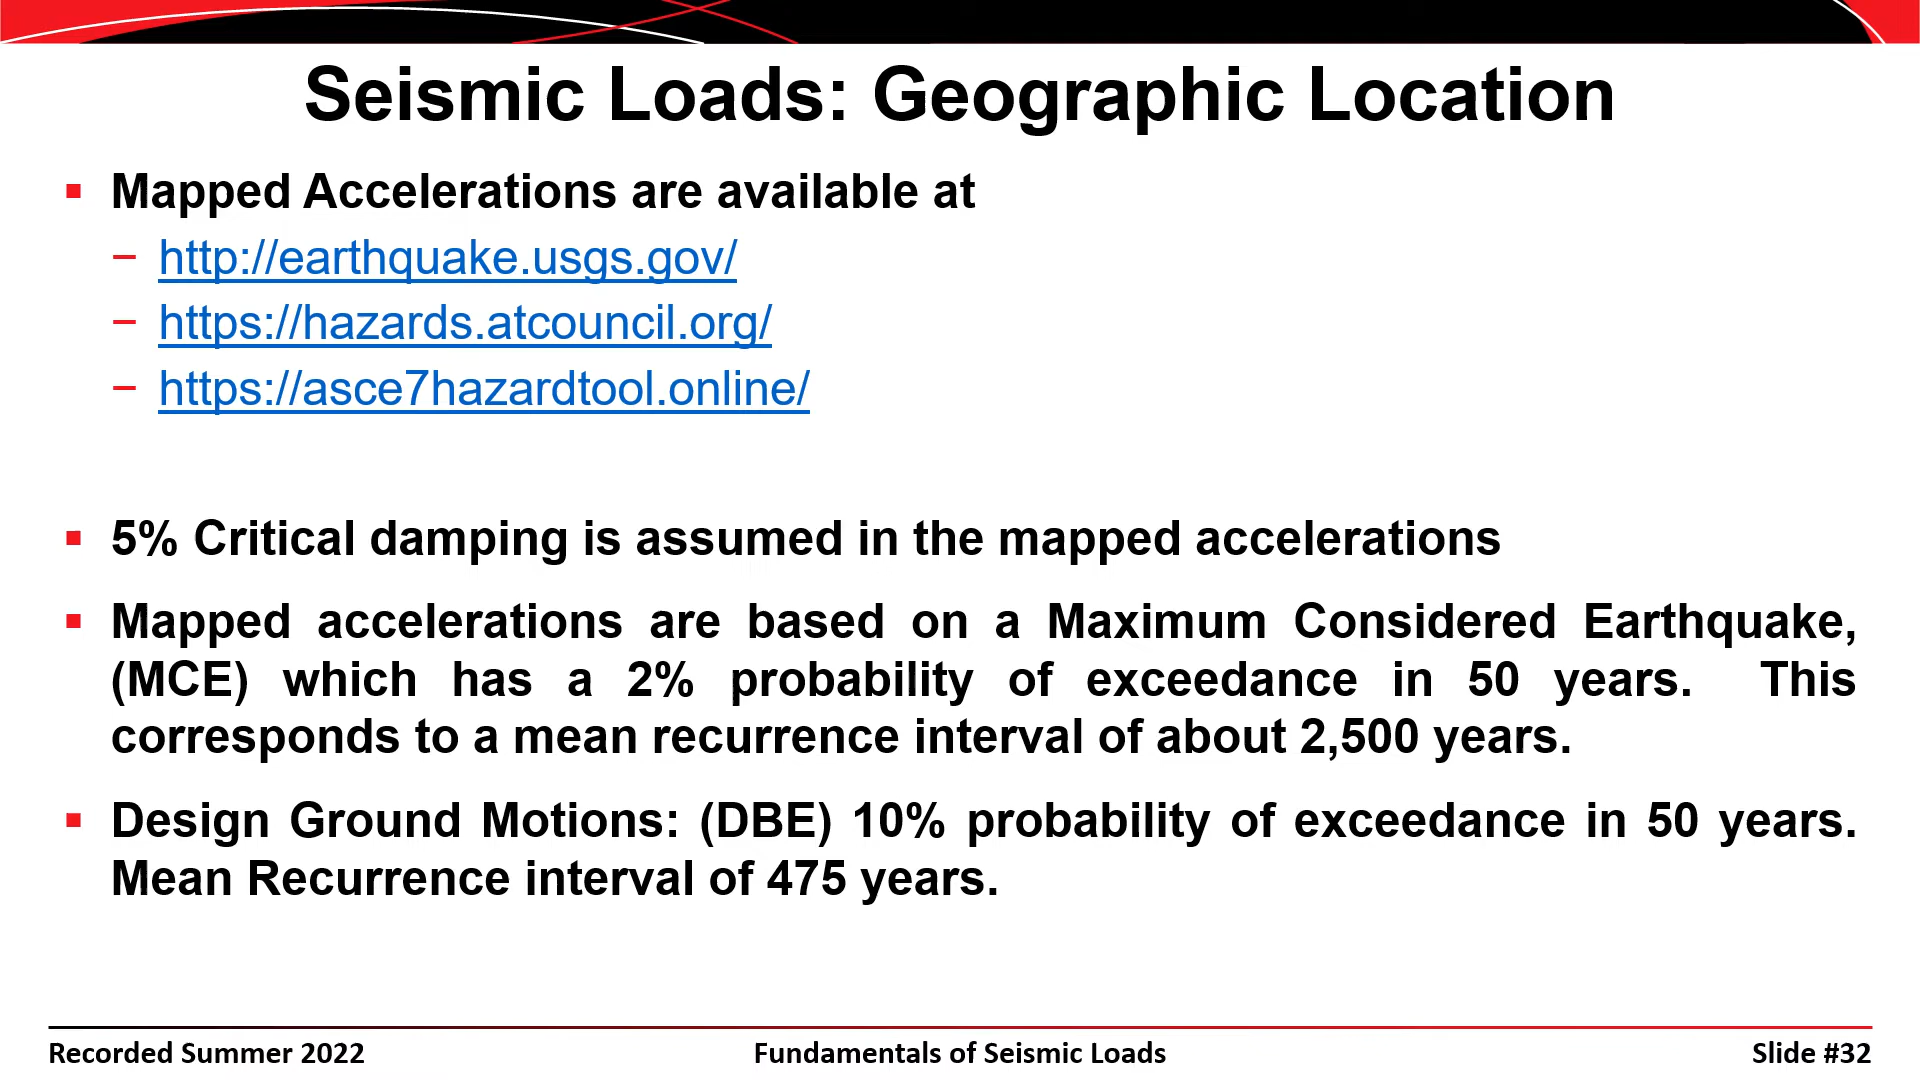 Seismic Loads: Geographic Location
▪ Mapped Accelerations are available at
− http://earthquake.usgs.gov/
− https://hazards.atcouncil.org/
− https://asce7hazardtool.online/
▪ 5% Critical damping is assumed in the mapped accelerations
▪ Mapped accelerations are based on a Maximum Considered Earthquake,
(MCE) which has a 2% probability of exceedance in 50 years. This
corresponds to a mean recurrence interval of about 2,500 years.
▪ Design Ground Motions: (DBE) 10% probability of exceedance in 50 years.
Mean Recurrence interval of 475 years.
Recorded Summer 2022
Fundamentals of Seismic Loads
Slide #32